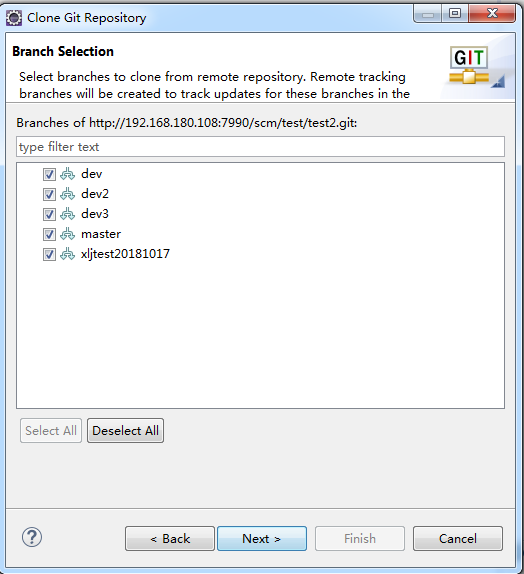 Clone Git Repository
Branch Selection
GIT
Select branches to clone from remote repository. Remote tracking
branches will be created to track updates for these branches in the
Branches of http://192.168.180.108:7990/scm/test/test2.git:
type filter text
dev
dev2
dev3
master
xljtest20181017
Select All Deselect All
? < Back Next > Finish Cancel